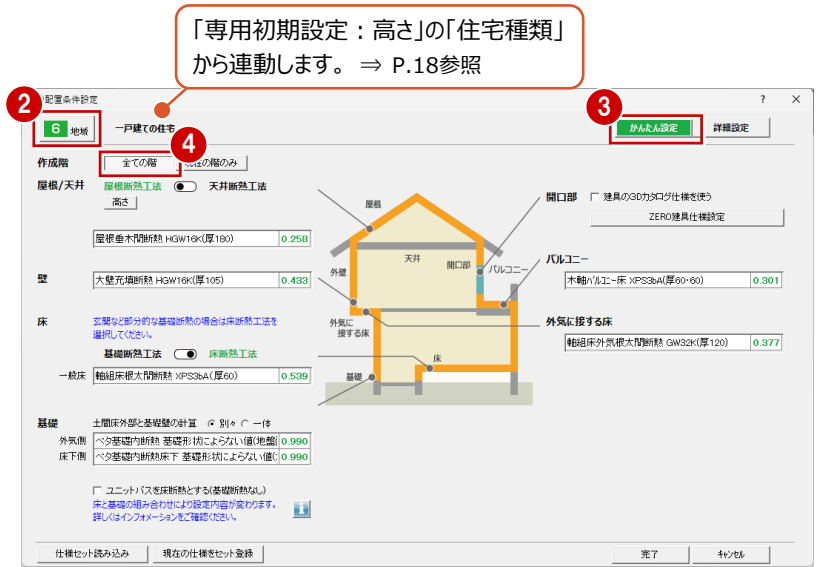 「専用初期設定：高さ」の「住宅種類」
から連動します。 ⇒ P.18参照
2
配置条件設定
?
×
6 地域
一戸建ての住宅
3
かんたん設定
詳細設定
4
作成階
全ての階
現在の階のみ
屋根/天井
屋根断熱工法
天井断熱工法
高さ
屋根垂木間断熱 HGW16K(厚180)
0.258
壁
大壁充填断熱 HGW16K(厚105)
0.433
床
玄関など部分的な基礎断熱の場合は床断熱工法を
選択してください。
基礎断熱工法
床断熱工法
一般床
軸組床根太間断熱 XPS3bA(厚60)
0.539
基礎
土間床外部と基礎壁の計算
別々
一体
外気側
ベタ基礎内断熱 基礎形状によらない値(地盤
0.990
床下側
ベタ基礎内断熱床下 基礎形状によらない値(
0.990
ユニットバスを床断熱とする(基礎断熱なし)
床と基礎の組み合わせにより設定内容が変わります。
詳しくはインフォメーションをご確認ください。
屋根
天井
開口部
バルコニー
外壁
外気に
接する床
床
基礎
開口部
建具の3Dカタログ仕様を使う
ZERO建具仕様設定
バルコニー
木軸バルコニー床 XPS3bA(厚60・60)
0.301
外気に接する床
軸組床外気根太間断熱 GW32K(厚120)
0.377
仕様セット読み込み
現在の仕様をセット登録
完了
キャンセル